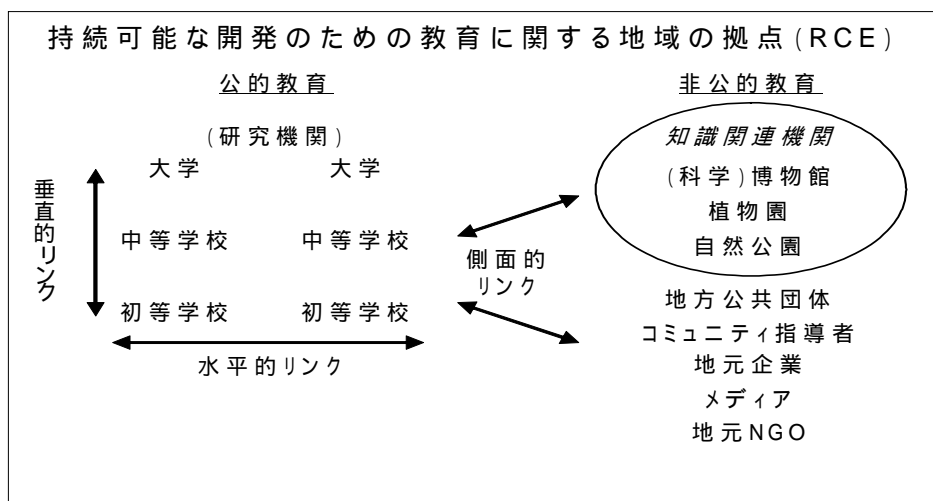 持続可能な開発のための教育に関する地域の拠点(RCE)
公的教育
非公的教育
(研究機関)
大学 大学
中等学校 中等学校
初等学校 初等学校
垂直的リンク
水平的リンク
側面的
リンク
知識関連機関
(科学)博物館
植物園
自然公園
地方公共団体
コミュニティ指導者
地元企業
メディア
地元NGO